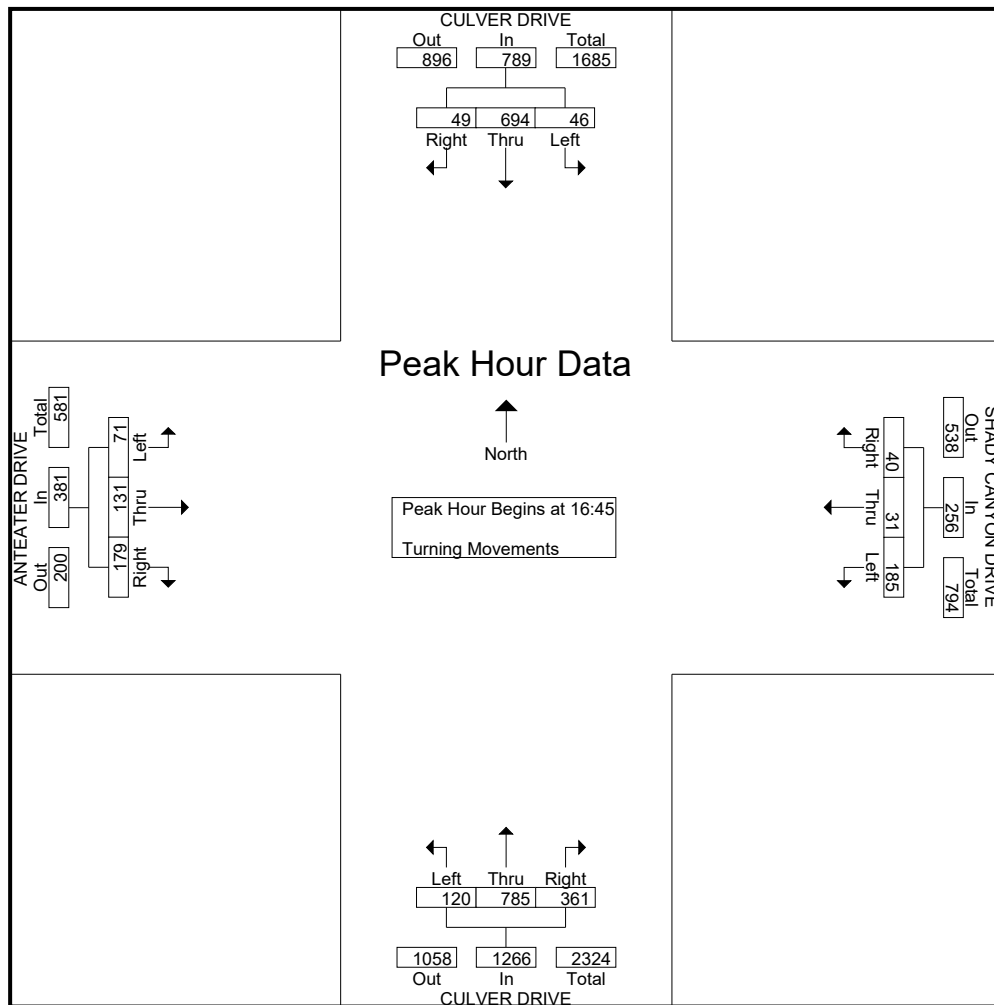 CULVER DRIVE
Out In Total
896 789 1685
49 694 46
Right Thru Left
Peak Hour Data
North
Peak Hour Begins at 16:45
Turning Movements
ANTEATER DRIVE
Out In Total
200 381 581
71 131 179
Left Thru Right
SHADY CANYON DRIVE
Out In Total
538 256 794
40 31 185
Right Thru Left
Left Thru Right
120 785 361
1058 1266 2324
Out In Total
CULVER DRIVE